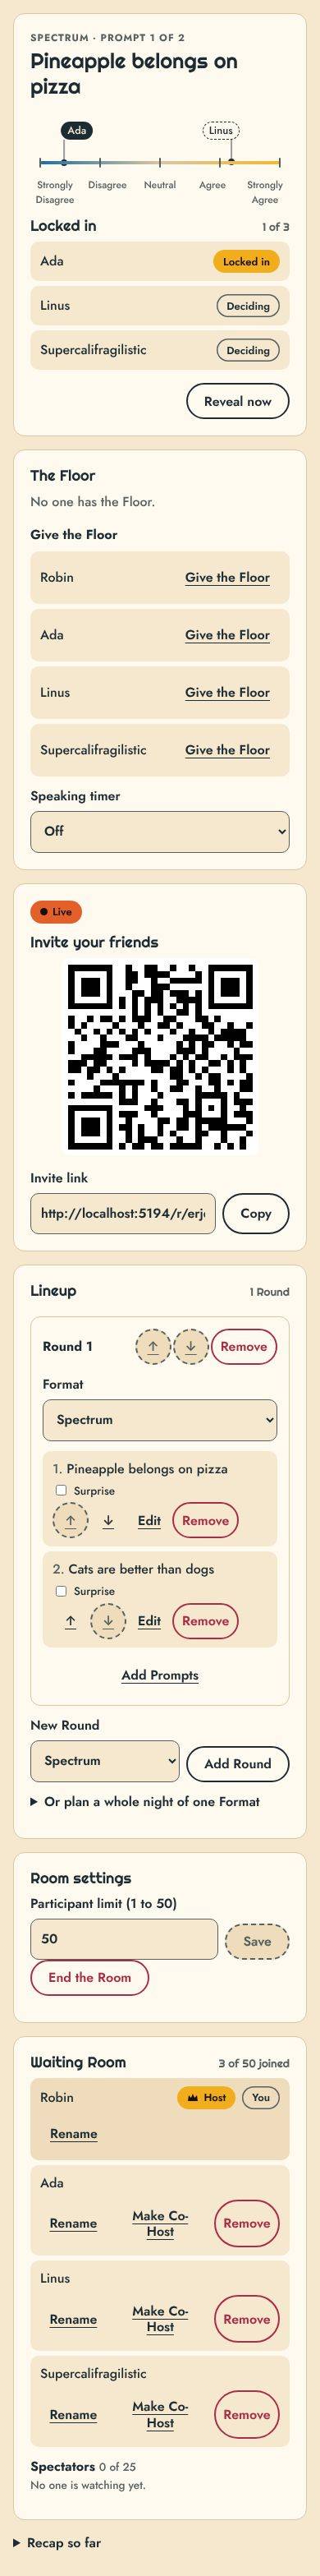 SPECTRUM · PROMPT 1 OF 2
Pineapple belongs on
pizza
Ada
Linus
Strongly
Disagree
Disagree
Neutral
Agree
Strongly
Agree
Locked in
1 of 3
Ada
Locked in
Linus
Deciding
Supercalifragilistic
Deciding
Reveal now
The Floor
No one has the Floor.
Give the Floor
Robin
Give the Floor
Ada
Give the Floor
Linus
Give the Floor
Supercalifragilistic
Give the Floor
Speaking timer
Off
Live
Invite your friends
Invite link
http://localhost:5194/r/erj
Copy
Lineup
1 Round
Round 1
↑
↓
Remove
Format
Spectrum
1. Pineapple belongs on pizza
Surprise
↑
↓
Edit
Remove
2. Cats are better than dogs
Surprise
↑
↓
Edit
Remove
Add Prompts
New Round
Spectrum
Add Round
Or plan a whole night of one Format
Room settings
Participant limit (1 to 50)
50
Save
End the Room
Waiting Room
3 of 50 joined
Robin
Host
You
Rename
Ada
Rename
Make Co-
Host
Remove
Linus
Rename
Make Co-
Host
Remove
Supercalifragilistic
Rename
Make Co-
Host
Remove
Spectators 0 of 25
No one is watching yet.
Recap so far